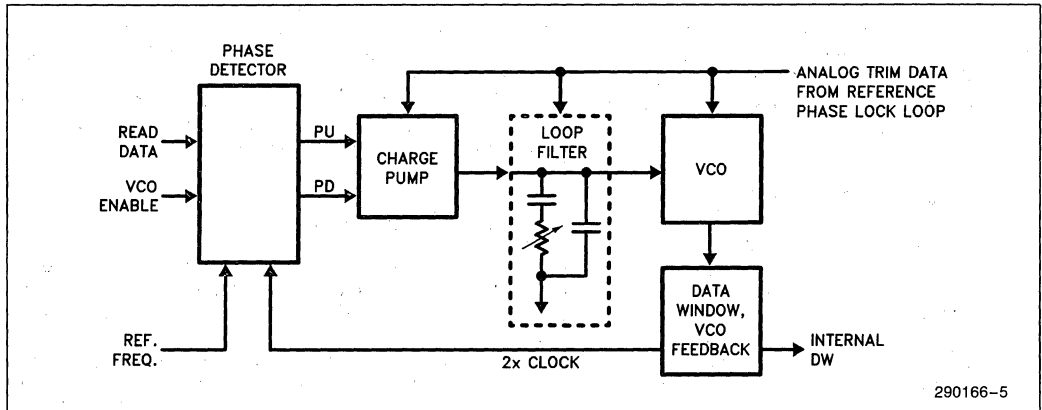 PHASE
DETECTOR
READ
DATA
VCO
ENABLE
PU
PD
CHARGE
PUMP
LOOP
FILTER
VCO
ANALOG TRIM DATA
FROM REFERENCE
PHASE LOCK LOOP
REF.
FREQ.
2x CLOCK
DATA
WINDOW,
VCO
FEEDBACK
INTERNAL
DW
290166-5